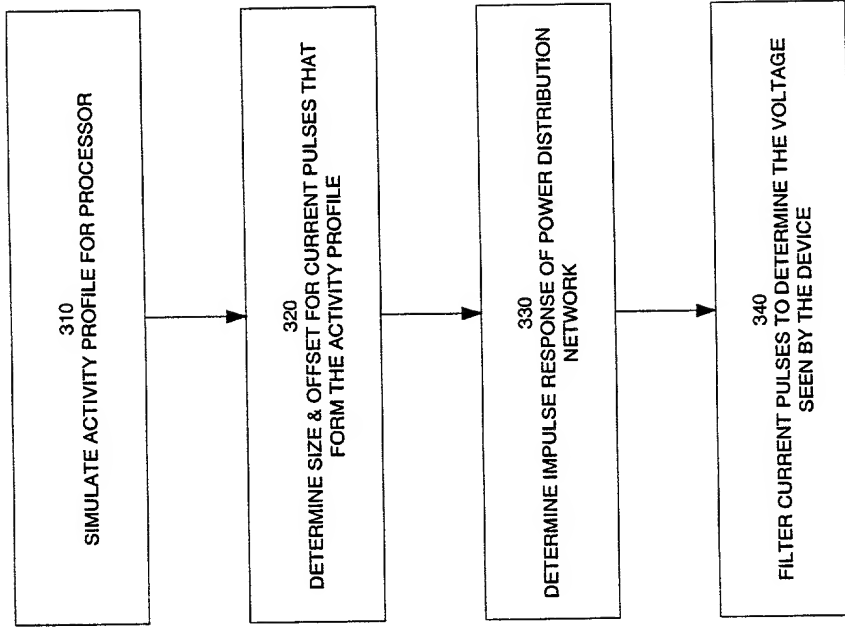 310
SIMULATE ACTIVITY PROFILE FOR PROCESSOR
320
DETERMINE SIZE & OFFSET FOR CURRENT PULSES THAT
FORM THE ACTIVITY PROFILE
330
DETERMINE IMPULSE RESPONSE OF POWER DISTRIBUTION
NETWORK
340
FILTER CURRENT PULSES TO DETERMINE THE VOLTAGE
SEEN BY THE DEVICE